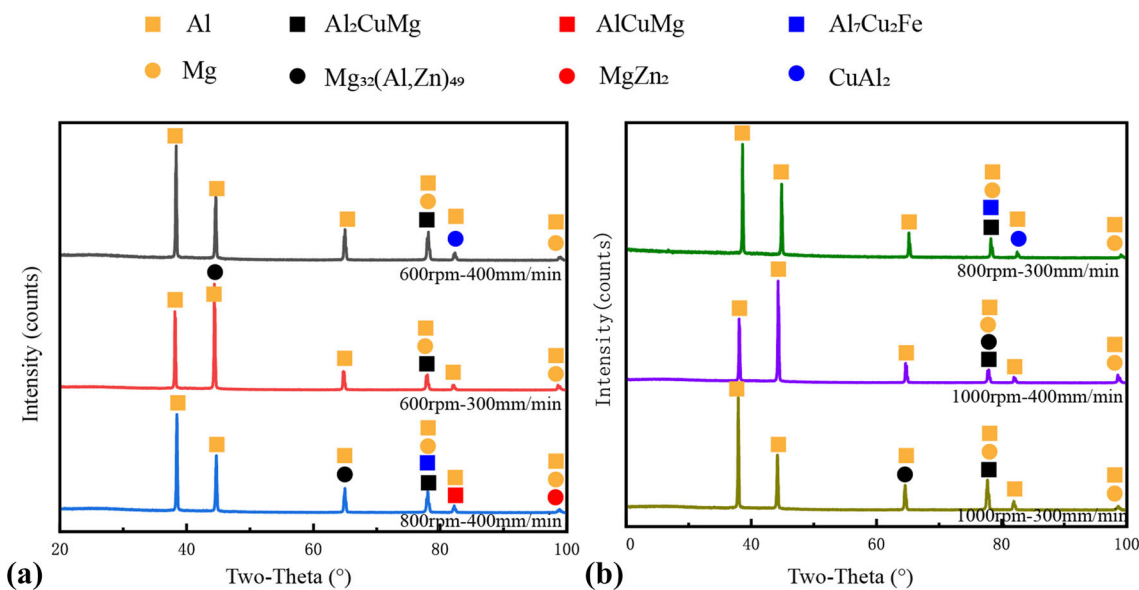 Al Al₂CuMg AlCuMg Al₇Cu₂Fe
Mg Mg₃₂(Al,Zn)₄₉ MgZn₂ CuAl₂
Intensity (counts)
600rpm-400mm/min
600rpm-300mm/min
800rpm-400mm/min
20 40 60 80 100
Two-Theta (°)
(a)
Intensity (counts)
800rpm-300mm/min
1000rpm-400mm/min
1000rpm-300mm/min
0 20 40 60 80 100
Two-Theta (°)
(b)